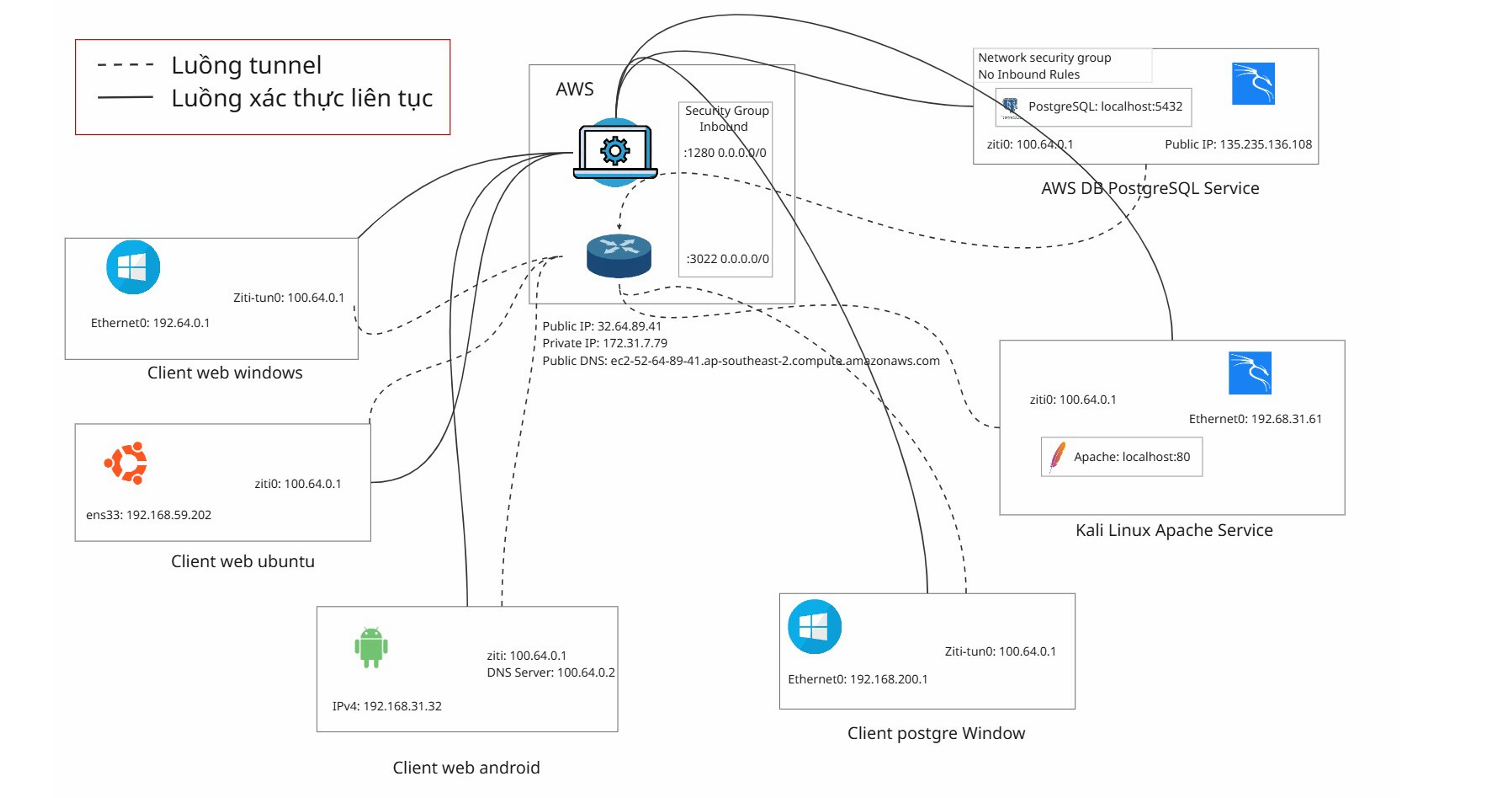 Luồng tunnel
Luồng xác thực liên tục
AWS
Security Group
Inbound
:1280 0.0.0.0/0
:3022 0.0.0.0/0
Public IP: 32.64.89.41
Private IP: 172.31.7.79
Public DNS: ec2-52-64-89-41.ap-southeast-2.compute.amazonaws.com
Network security group
No Inbound Rules
PostgreSQL: localhost:5432
ziti0: 100.64.0.1
Public IP: 135.235.136.108
AWS DB PostgreSQL Service
Ziti-tun0: 100.64.0.1
Ethernet0: 192.64.0.1
Client web windows
ziti0: 100.64.0.1
ens33: 192.168.59.202
Client web ubuntu
ziti: 100.64.0.1
DNS Server: 100.64.0.2
IPv4: 192.168.31.32
Client web android
Ziti-tun0: 100.64.0.1
Ethernet0: 192.168.200.1
Client postgre Window
ziti0: 100.64.0.1
Ethernet0: 192.68.31.61
Apache: localhost:80
Kali Linux Apache Service